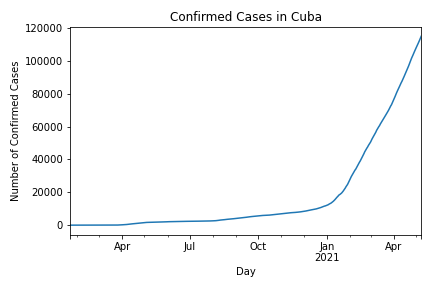 Confirmed Cases in Cuba
120000
100000
80000
60000
40000
20000
0
Number of Confirmed Cases
Apr
Jul
Oct
Jan
2021
Apr
Day